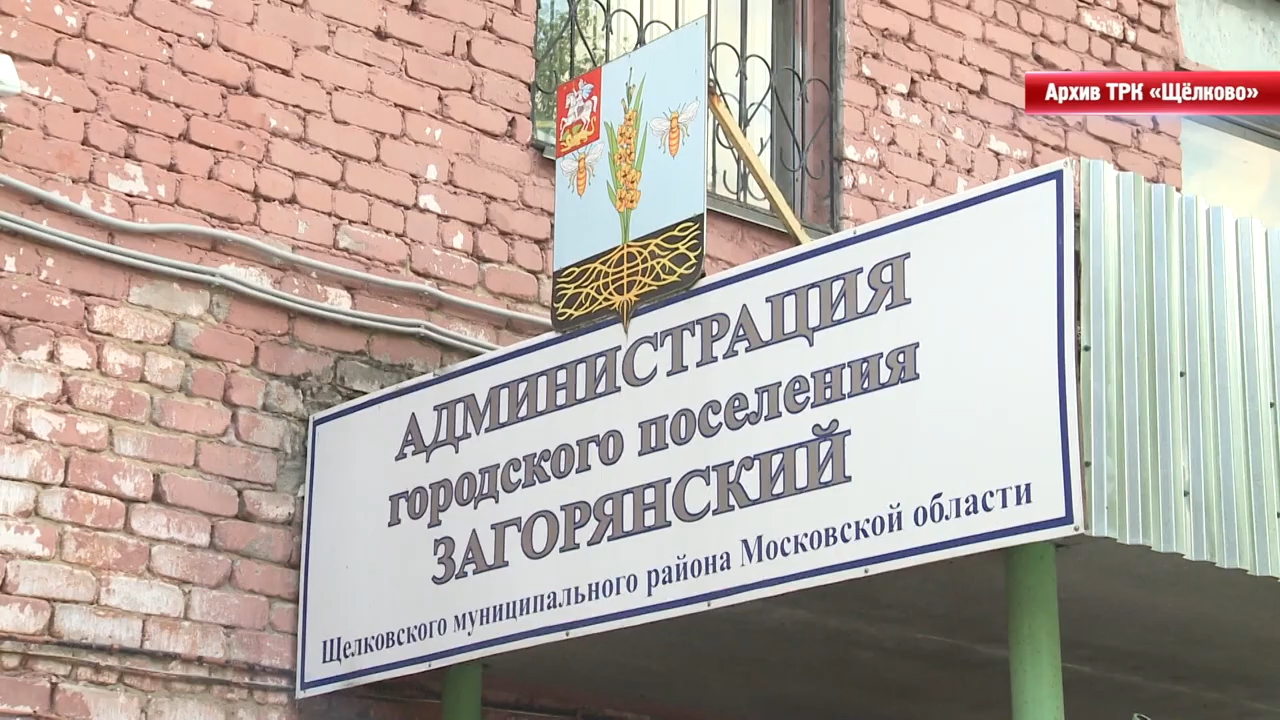 Архив ТРК «Щёлково»
АДМИНИСТРАЦИЯ
городского поселения
ЗАГОРЯНСКИЙ
Щелковского муниципального района Московской области